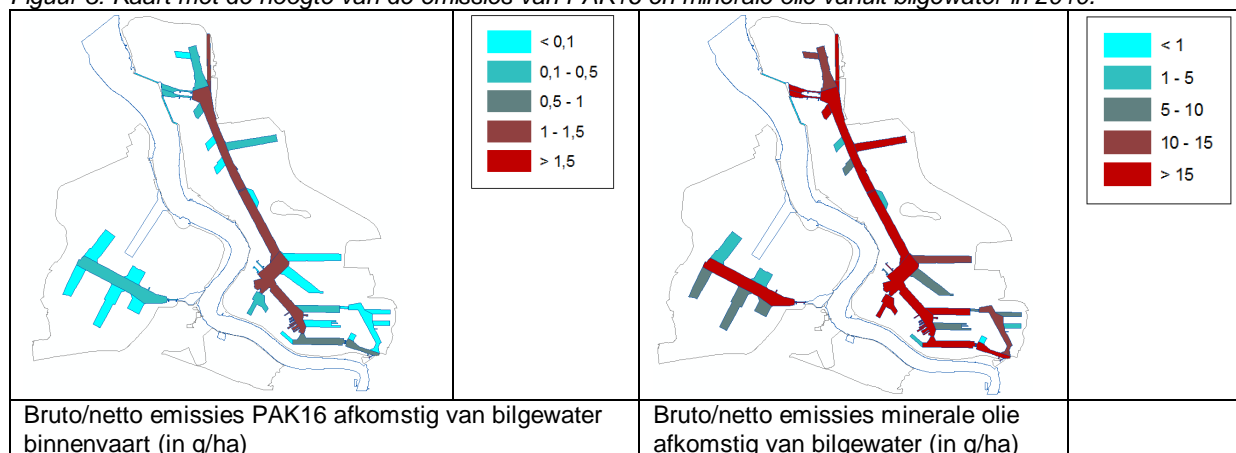 < 0,1
0,1 - 0,5
0,5 - 1
1 - 1,5
> 1,5
< 1
1 - 5
5 - 10
10 - 15
> 15
Bruto/netto emissies PAK16 afkomstig van bilgewater
binnenvaart (in g/ha)
Bruto/netto emissies minerale olie
afkomstig van bilgewater (in g/ha)